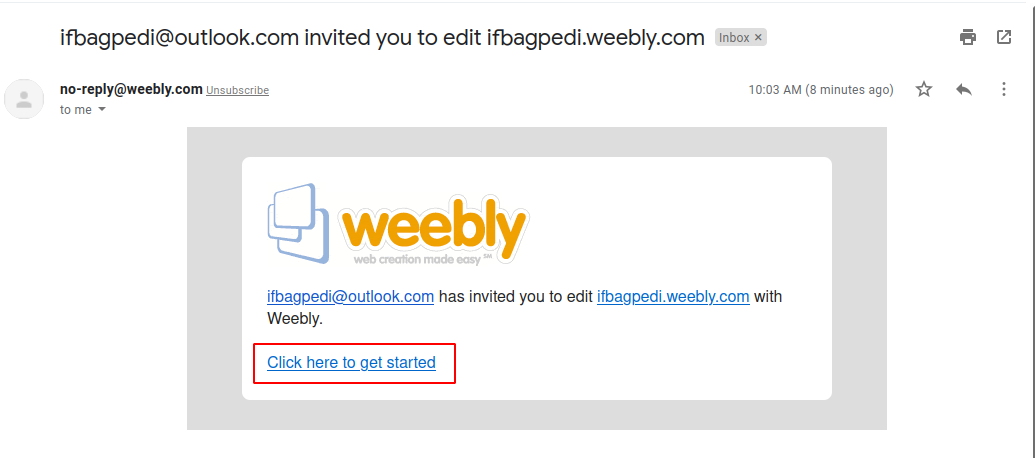 ifbagpedi@outlook.com invited you to edit ifbagpedi.weebly.com Inbox ×
no-reply@weebly.com Unsubscribe 10:03 AM (8 minutes ago)
to me
weebly
web creation made easy SM
ifbagpedi@outlook.com has invited you to edit ifbagpedi.weebly.com with
Weebly.
Click here to get started